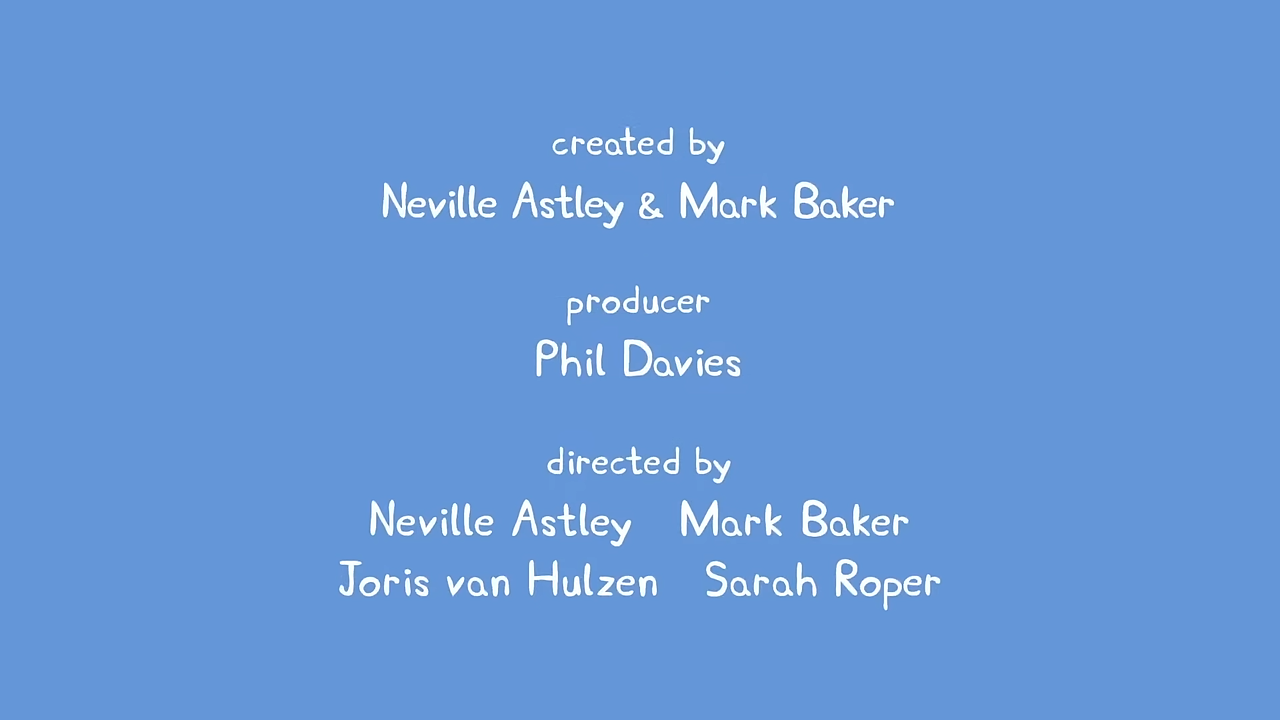 created by
Neville Astley & Mark Baker
producer
Phil Davies
directed by
Neville Astley Mark Baker
Joris van Hulzen Sarah Roper